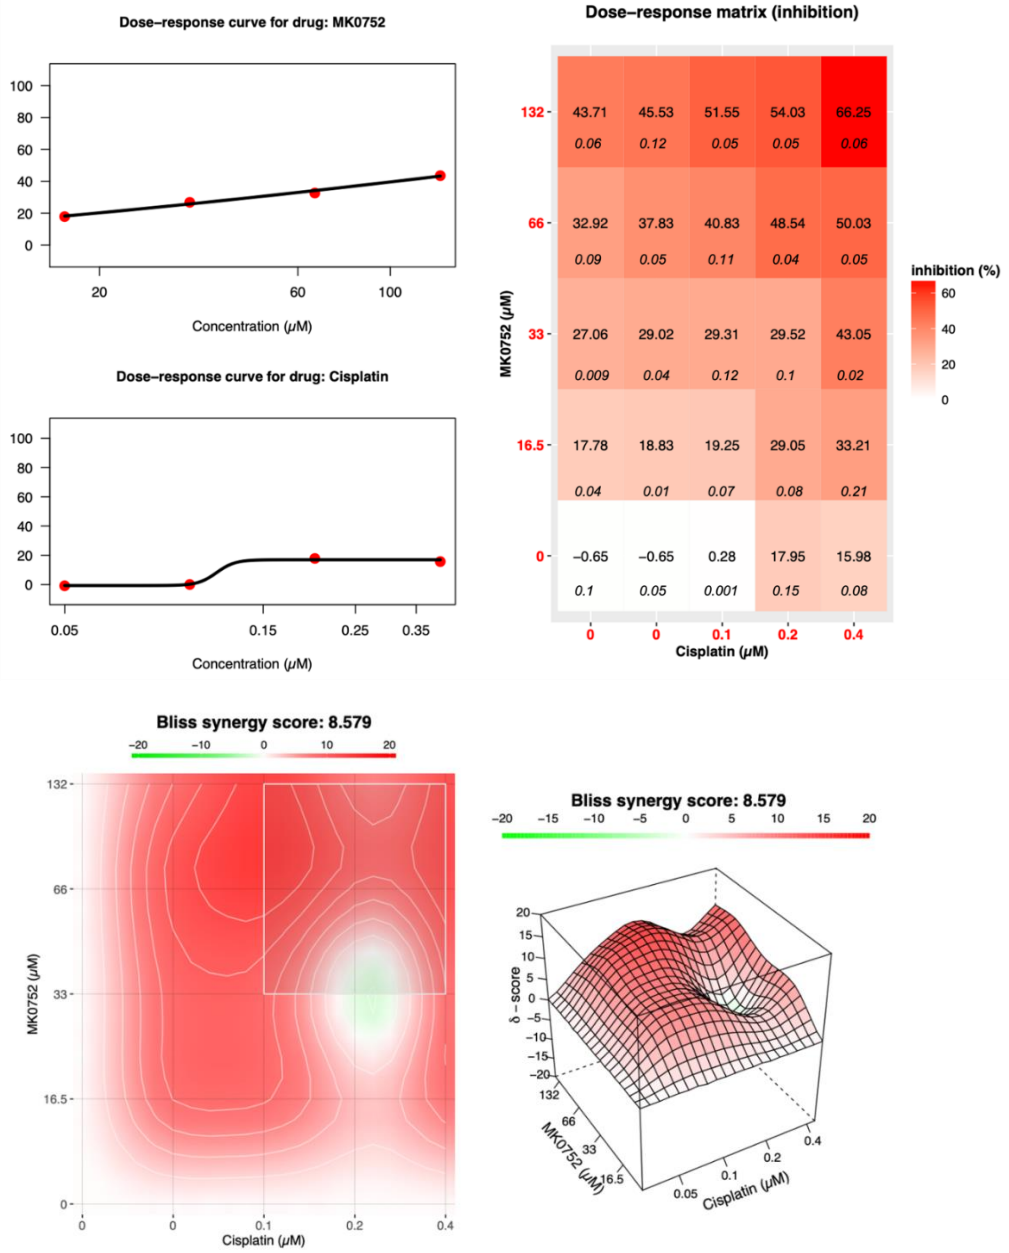 Dose–response curve for drug: MK0752
100
80
60
40
20
0
20 60 100
Concentration (µM)
Dose–response curve for drug: Cisplatin
100
80
60
40
20
0
0.05 0.15 0.25 0.35
Concentration (µM)
Dose–response matrix (inhibition)
MK0752 (µM)
132 43.71 45.53 51.55 54.03 66.25
0.06 0.12 0.05 0.05 0.06
66 32.92 37.83 40.83 48.54 50.03
0.09 0.05 0.11 0.04 0.05
33 27.06 29.02 29.31 29.52 43.05
0.009 0.04 0.12 0.1 0.02
16.5 17.78 18.83 19.25 29.05 33.21
0.04 0.01 0.07 0.08 0.21
0 −0.65 −0.65 0.28 17.95 15.98
0.1 0.05 0.001 0.15 0.08
0 0 0.1 0.2 0.4
Cisplatin (µM)
inhibition (%)
60
40
20
0
Bliss synergy score: 8.579
−20 −10 0 10 20
MK0752 (µM)
132
66
33
16.5
0
0 0 0.1 0.2 0.4
Cisplatin (µM)
Bliss synergy score: 8.579
−20 −15 −10 −5 0 5 10 15 20
δ − score
20
15
10
5
0
−5
−10
−15
−20
132
66
33
16.5
MK0752 (µM)
0.05 0.1 0.2 0.4
Cisplatin (µM)